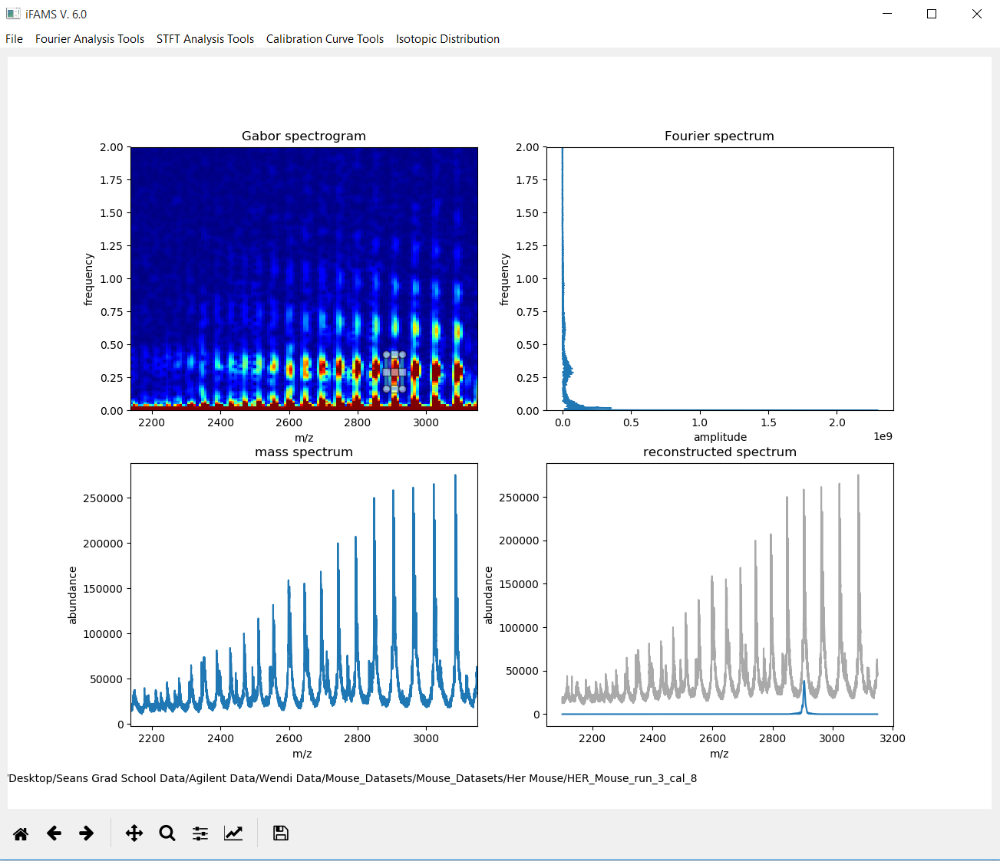 iFAMS V. 6.0
File Fourier Analysis Tools STFT Analysis Tools Calibration Curve Tools Isotopic Distribution
Gabor spectrogram
2.00
1.75
1.50
1.25
1.00
0.75
0.50
0.25
0.00
frequency
2200 2400 2600 2800 3000
m/z
Fourier spectrum
2.00
1.75
1.50
1.25
1.00
0.75
0.50
0.25
0.00
frequency
0.0 0.5 1.0 1.5 2.0
1e9
amplitude
mass spectrum
250000
200000
150000
100000
50000
0
abundance
2200 2400 2600 2800 3000
m/z
reconstructed spectrum
250000
200000
150000
100000
50000
0
abundance
2200 2400 2600 2800 3000 3200
m/z
/Desktop/Seans Grad School Data/Agilent Data/Wendi Data/Mouse_Datasets/Mouse_Datasets/Her Mouse/HER_Mouse_run_3_cal_8